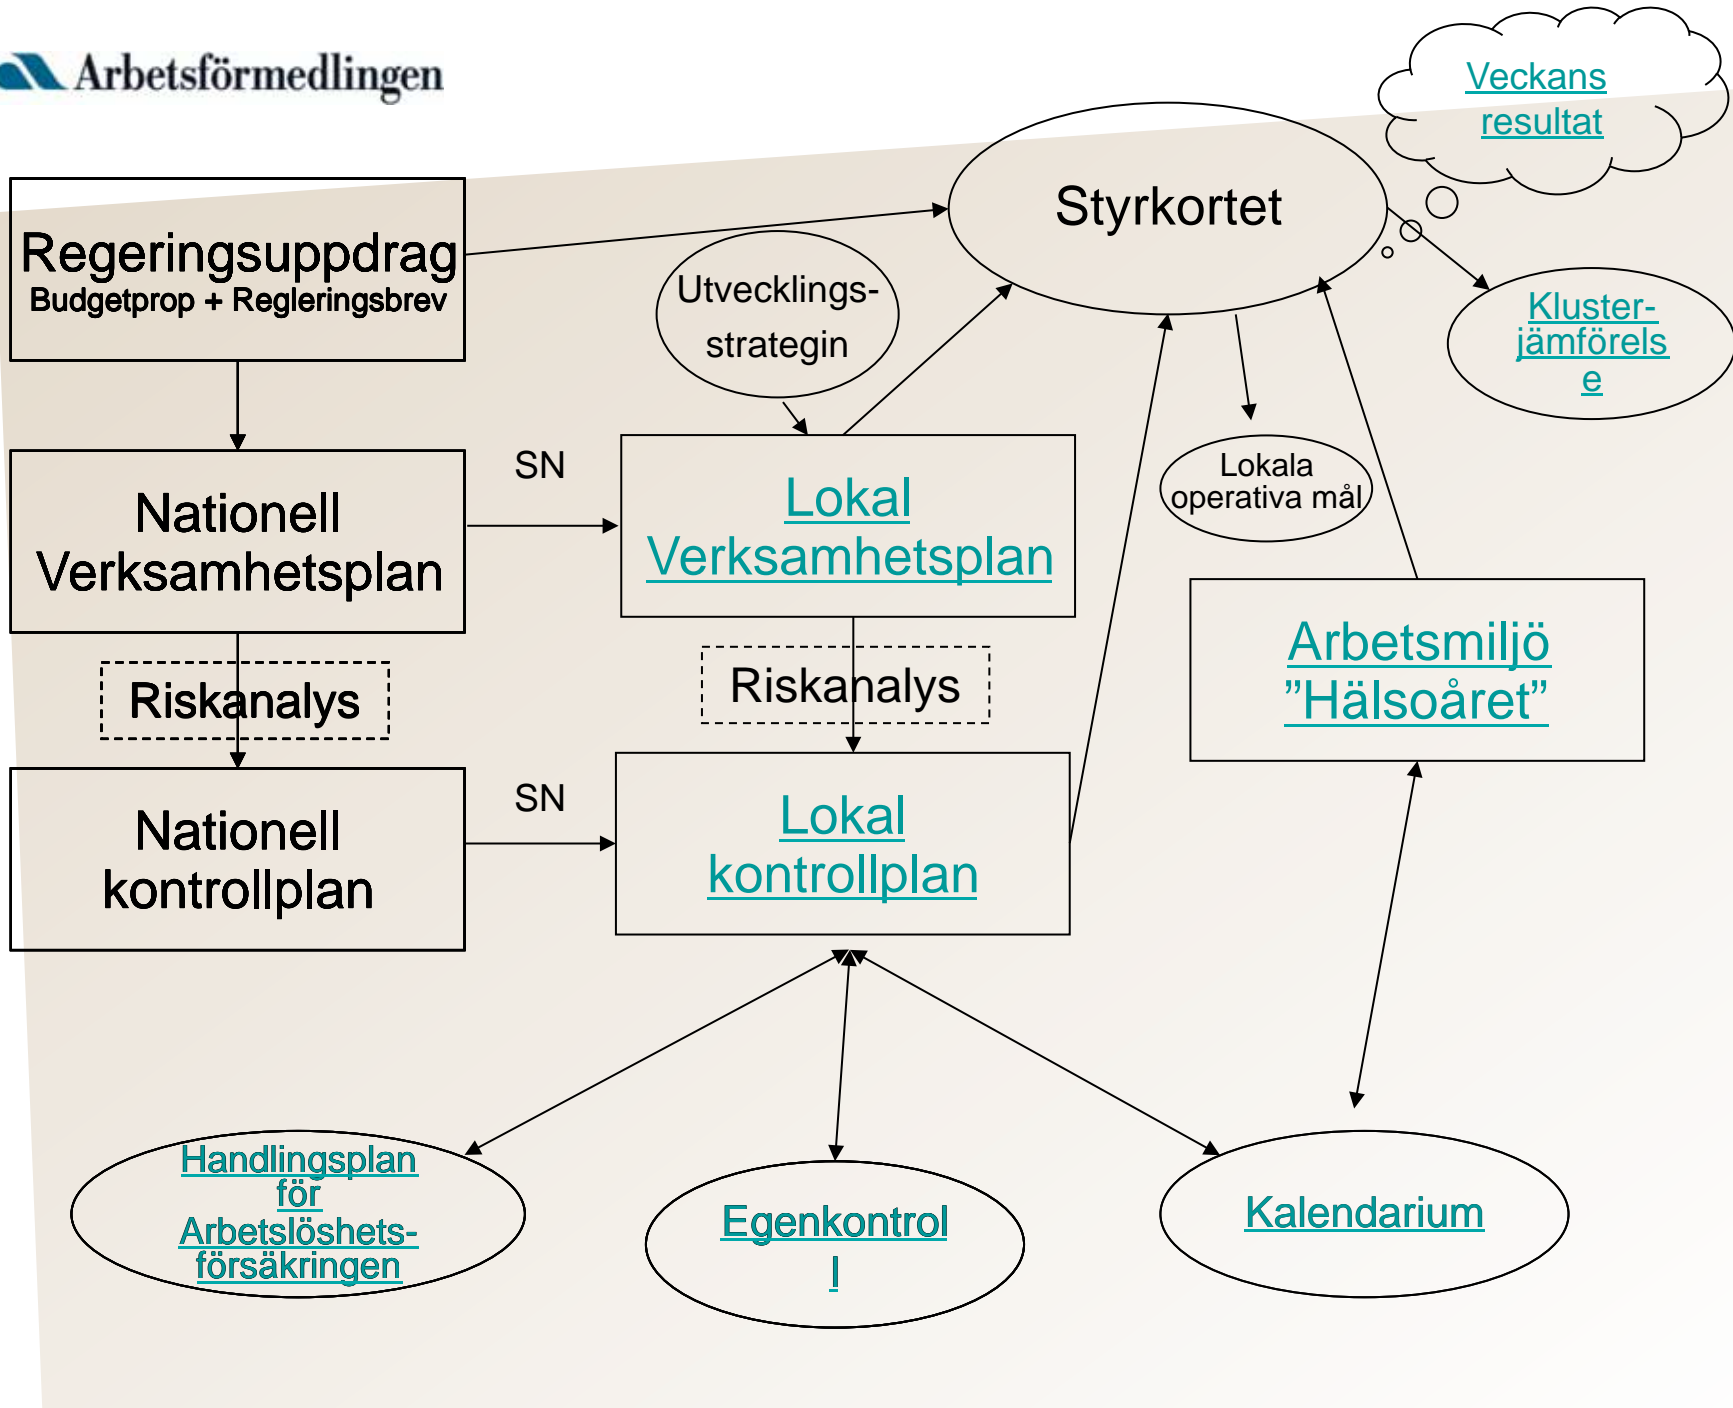 Arbetsförmedlingen
Veckans
resultat
Styrkortet
Regeringsuppdrag
Budgetprop + Regleringsbrev
Utvecklings-
strategin
Kluster-
jämförels
e
SN
Nationell
Verksamhetsplan
Lokal
Verksamhetsplan
Lokala
operativa mål
Riskanalys
Riskanalys
Arbetsmiljö
”Hälsoåret”
SN
Nationell
kontrollplan
Lokal
kontrollplan
Handlingsplan
för
Arbetslöshets-
försäkringen
Egenkontrol
l
Kalendarium